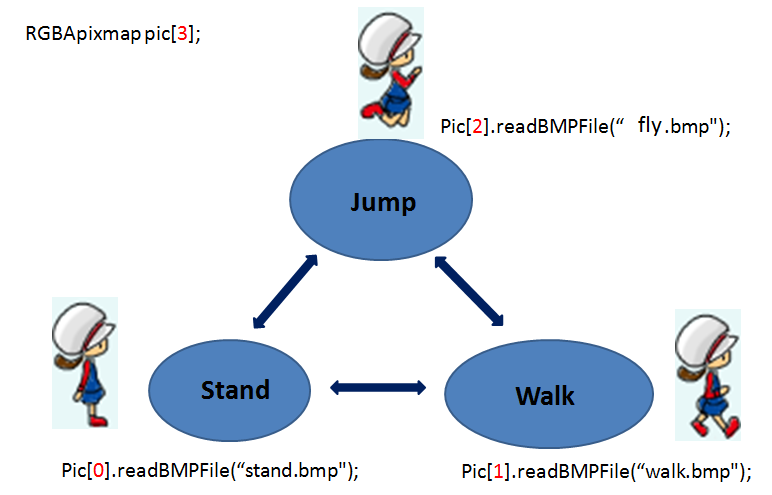 RGBApixmap pic[3];
Pic[2].readBMPFile(“ fly.bmp");
Jump
Stand
Walk
Pic[0].readBMPFile(“stand.bmp");
Pic[1].readBMPFile(“walk.bmp");